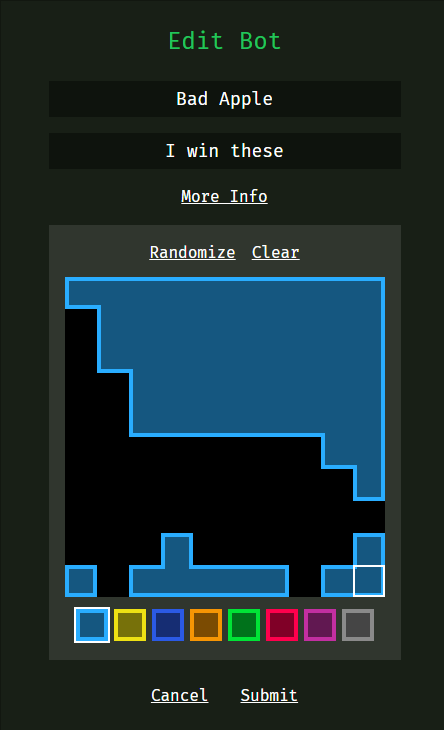 Edit Bot
Bad Apple
I win these
More Info
Randomize Clear
Cancel Submit